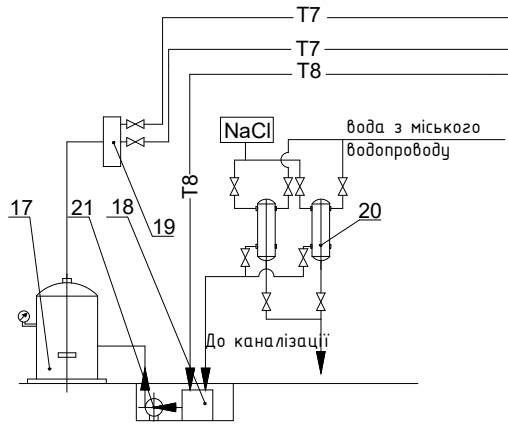 T7
T7
T8
NaCl
вода з міського
водопроводу
T8
17
21
18
19
20
До каналізації